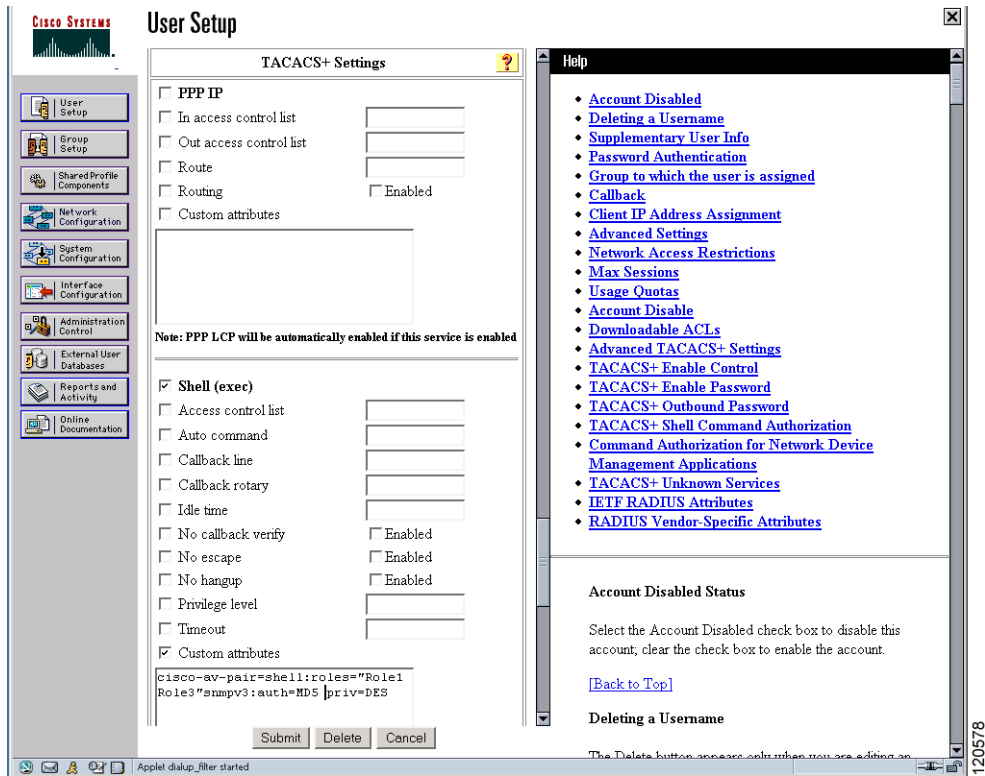 CISCO SYSTEMS
User Setup
User
Setup
Group
Setup
Shared Profile
Components
Network
Configuration
System
Configuration
Interface
Configuration
Administration
Control
External User
Databases
Reports and
Activity
Online
Documentation
TACACS+ Settings
?
PPP IP
In access control list
Out access control list
Route
Routing
Enabled
Custom attributes
Note: PPP LCP will be automatically enabled if this service is enabled
Shell (exec)
Access control list
Auto command
Callback line
Callback rotary
Idle time
No callback verify
Enabled
No escape
Enabled
No hangup
Enabled
Privilege level
Timeout
Custom attributes
cisco-av-pair=shell:roles="Role1
Role3"snmpv3:auth=MD5 priv=DES
Submit
Delete
Cancel
Help
Account Disabled
Deleting a Username
Supplementary User Info
Password Authentication
Group to which the user is assigned
Callback
Client IP Address Assignment
Advanced Settings
Network Access Restrictions
Max Sessions
Usage Quotas
Account Disable
Downloadable ACLs
Advanced TACACS+ Settings
TACACS+ Enable Control
TACACS+ Enable Password
TACACS+ Outbound Password
TACACS+ Shell Command Authorization
Command Authorization for Network Device
Management Applications
TACACS+ Unknown Services
IETF RADIUS Attributes
RADIUS Vendor-Specific Attributes
Account Disabled Status
Select the Account Disabled check box to disable this
account; clear the check box to enable the account.
[Back to Top]
Deleting a Username
The Delete button appears only when you are editing an
Applet dialup_filter started
120578